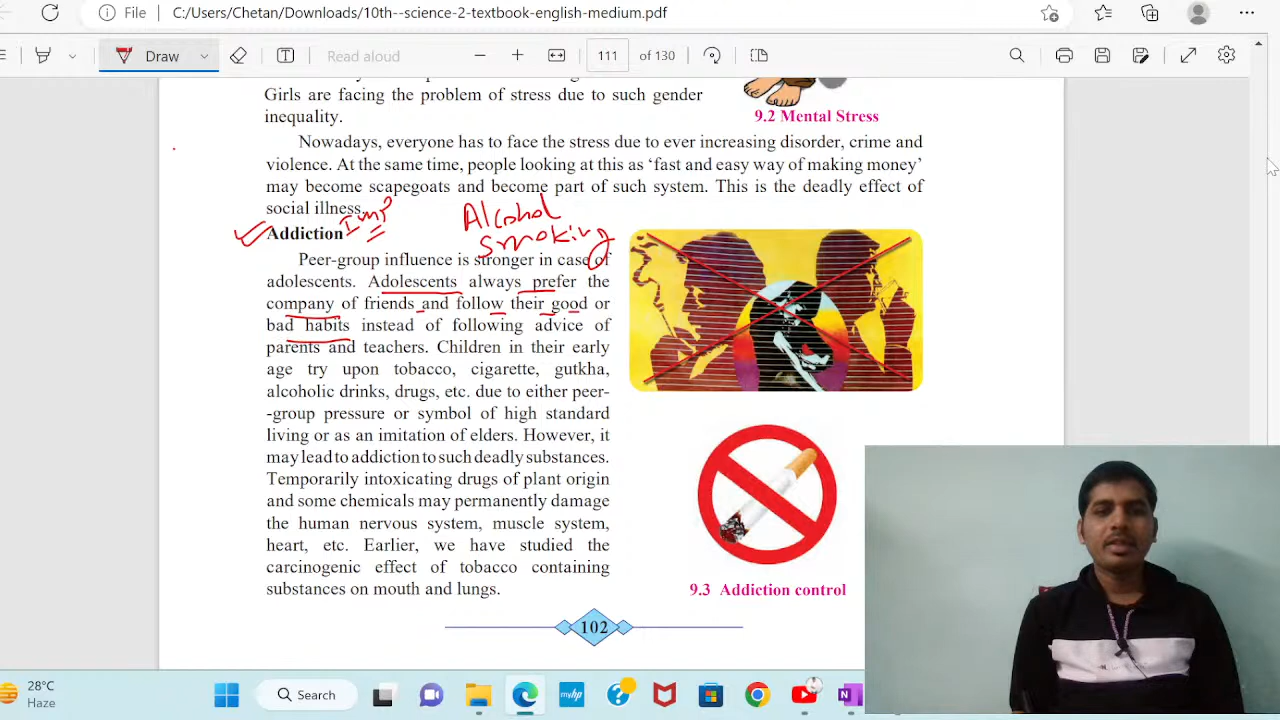 File
C:/Users/Chetan/Downloads/10th--science-2-textbook-english-medium.pdf
Draw
Read aloud
111 of 130
Girls are facing the problem of stress due to such gender
inequality.
9.2 Mental Stress
Nowadays, everyone has to face the stress due to ever increasing disorder, crime and
violence. At the same time, people looking at this as ‘fast and easy way of making money’
may become scapegoats and become part of such system. This is the deadly effect of
social illness.
Imp
Alcohol
Smoking
Addiction
Peer-group influence is stronger in case of
adolescents. Adolescents always prefer the
company of friends and follow their good or
bad habits instead of following advice of
parents and teachers. Children in their early
age try upon tobacco, cigarette, gutkha,
alcoholic drinks, drugs, etc. due to either peer-
-group pressure or symbol of high standard
living or as an imitation of elders. However, it
may lead to addiction to such deadly substances.
Temporarily intoxicating drugs of plant origin
and some chemicals may permanently damage
the human nervous system, muscle system,
heart, etc. Earlier, we have studied the
carcinogenic effect of tobacco containing
substances on mouth and lungs.
9.3 Addiction control
102
28°C
Haze
Search
myhp